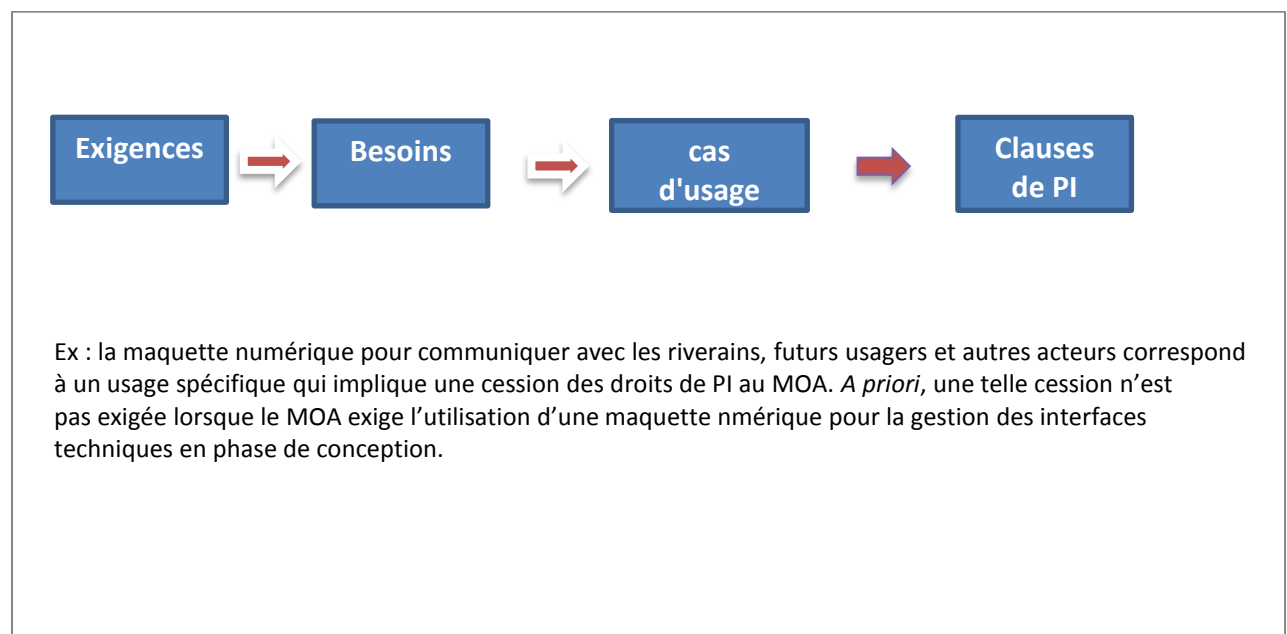 Exigences
Besoins
cas
d'usage
Clauses
de PI
Ex : la maquette numérique pour communiquer avec les riverains, futurs usagers et autres acteurs correspond
à un usage spécifique qui implique une cession des droits de PI au MOA. A priori, une telle cession n’est
pas exigée lorsque le MOA exige l’utilisation d’une maquette nmérique pour la gestion des interfaces
techniques en phase de conception.